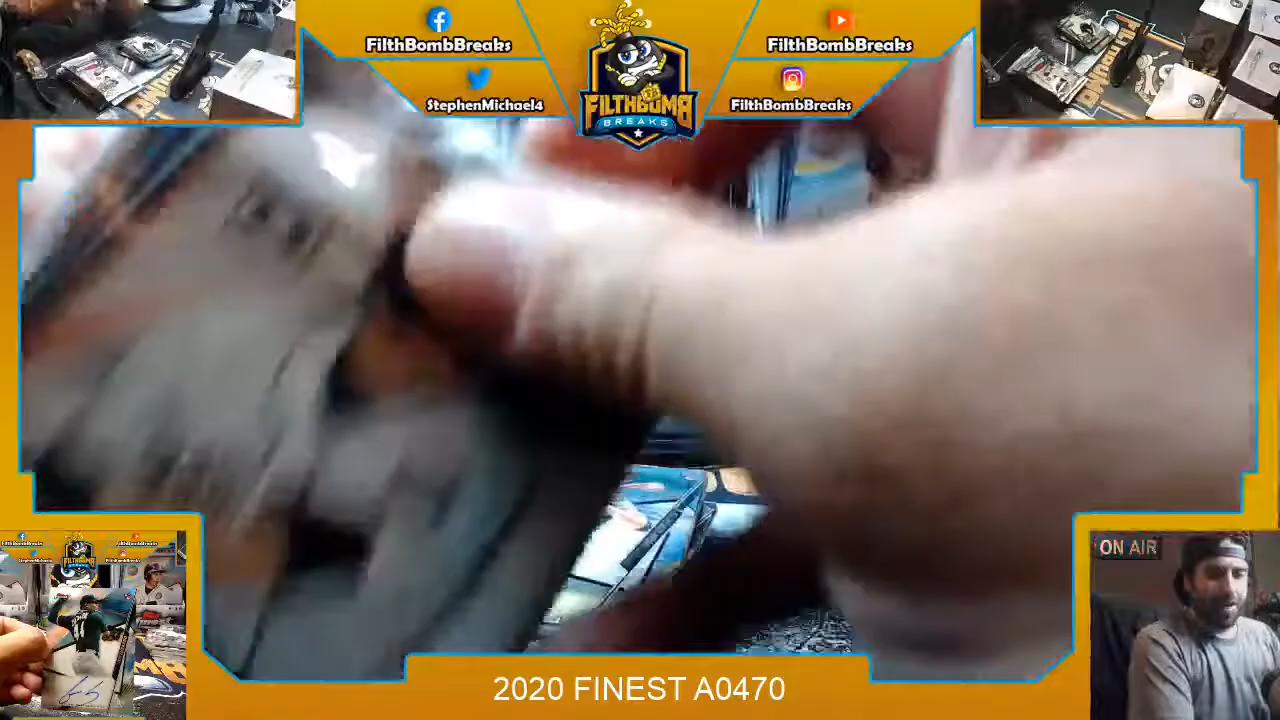 FilthBombBreaks
FilthBombBreaks
StephenMichael4
FilthBombBreaks
FILTHBOMB
BREAKS
ON AIR
2020 FINEST A0470